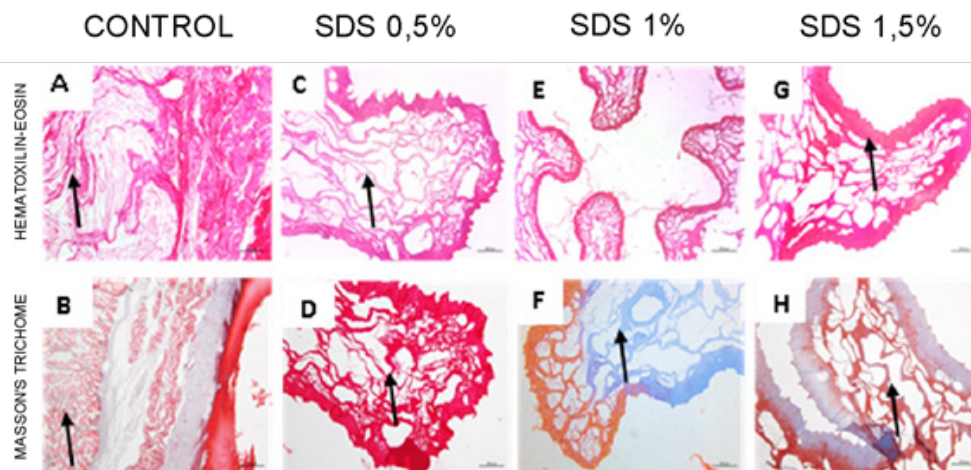 CONTROL SDS 0,5% SDS 1% SDS 1,5%
HEMATOXILIN-EOSIN
A C E G
MASSON'S TRICHOME
B D F H